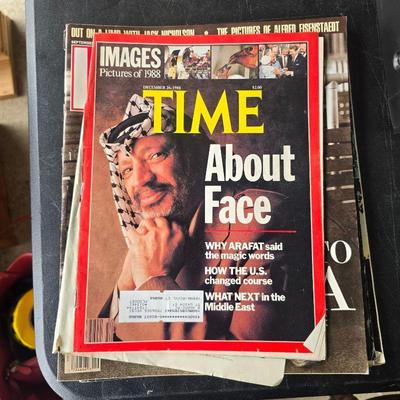 OUT ON A LIMB WITH JACK NICHOLSON • THE PICTURES OF ALFRED EISENSTAEDT
SEPTEMBER
IMAGES
Pictures of 1988
DECEMBER 26, 1988
$2.00
TIME
About
Face
WHY ARAFAT said
the magic words
HOW THE U.S.
changed course
WHAT NEXT in the
Middle East
TO
A